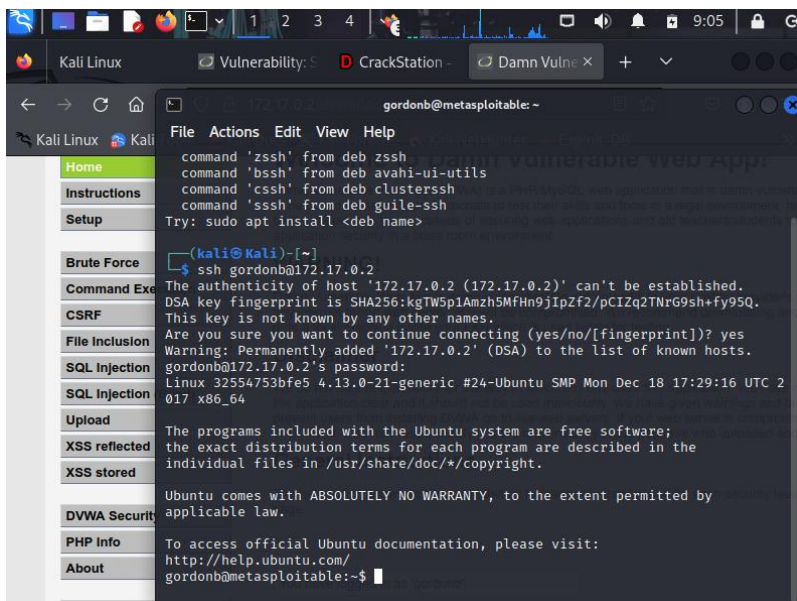 1 2 3 4 9:05
Kali Linux Vulnerability: S CrackStation - Damn Vulne
gordonb@metasploitable: ~
Kali Linux Kali
File Actions Edit View Help
Home
Instructions
Setup
Brute Force
Command Exe
CSRF
File Inclusion
SQL Injection
SQL Injection
Upload
XSS reflected
XSS stored
DVWA Security
PHP Info
About
command 'zssh' from deb zssh
command 'bssh' from deb avahi-ui-utils
command 'cssh' from deb clusterssh
command 'sssh' from deb guile-ssh
Try: sudo apt install <deb name>
┌──(kali㉿Kali)-[~]
└─$ ssh gordonb@172.17.0.2
The authenticity of host '172.17.0.2 (172.17.0.2)' can't be established.
DSA key fingerprint is SHA256:kgTW5p1Amzh5MfHn9jIpZf2/pCIZq2TNrG9sh+fy95Q.
This key is not known by any other names.
Are you sure you want to continue connecting (yes/no/[fingerprint])? yes
Warning: Permanently added '172.17.0.2' (DSA) to the list of known hosts.
gordonb@172.17.0.2's password:
Linux 32554753bfe5 4.13.0-21-generic #24-Ubuntu SMP Mon Dec 18 17:29:16 UTC 2
017 x86_64
The programs included with the Ubuntu system are free software;
the exact distribution terms for each program are described in the
individual files in /usr/share/doc/*/copyright.
Ubuntu comes with ABSOLUTELY NO WARRANTY, to the extent permitted by
applicable law.
To access official Ubuntu documentation, please visit:
http://help.ubuntu.com/
gordonb@metasploitable:~$